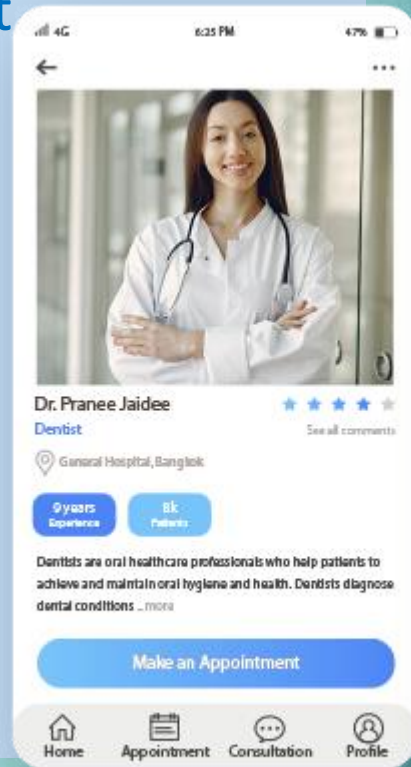 t
4G 6:25 PM 47%
Dr. Pranee Jaidee
Dentist See all comments
General Hospital, Bangkok
9 years 8k
Experience Patients
Dentists are oral healthcare professionals who help patients to
achieve and maintain oral hygiene and health. Dentists diagnose
dental conditions ... more
Make an Appointment
Home Appointment Consultation Profile